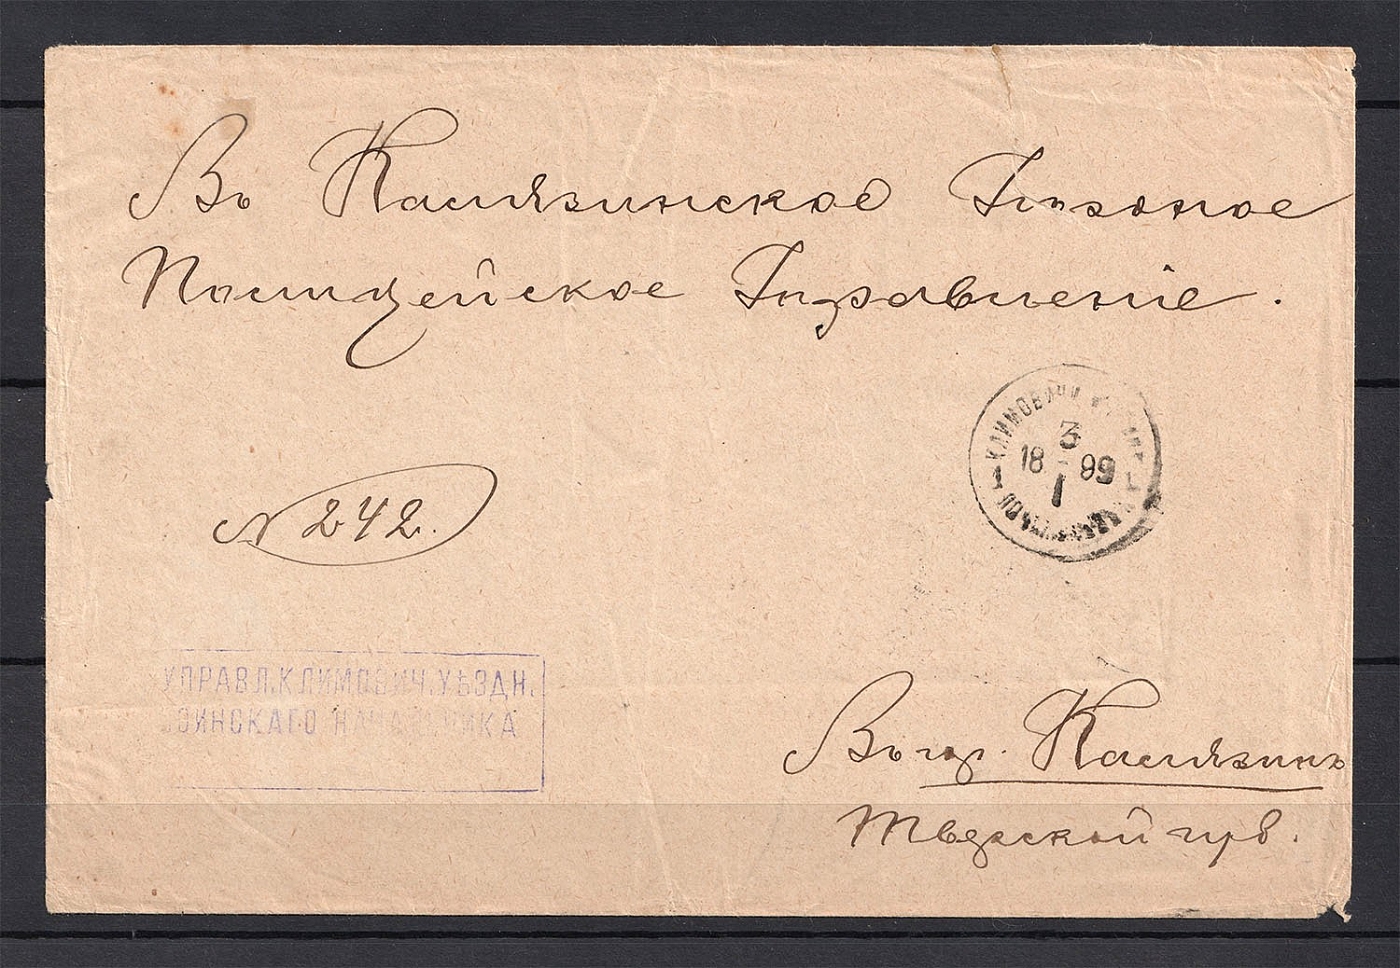 Въ Калязинское Уѣздное
Полицейское Управленіе.
КЛИМОВИЧИ
3
18 99
I
№ 242.
УПРАВЛ.КЛИМОВИЧ.УѢЗДН.
ВОИНСКАГО НАЧАЛЬНИКА
Въ гор. Калязинъ
Тверской губ.